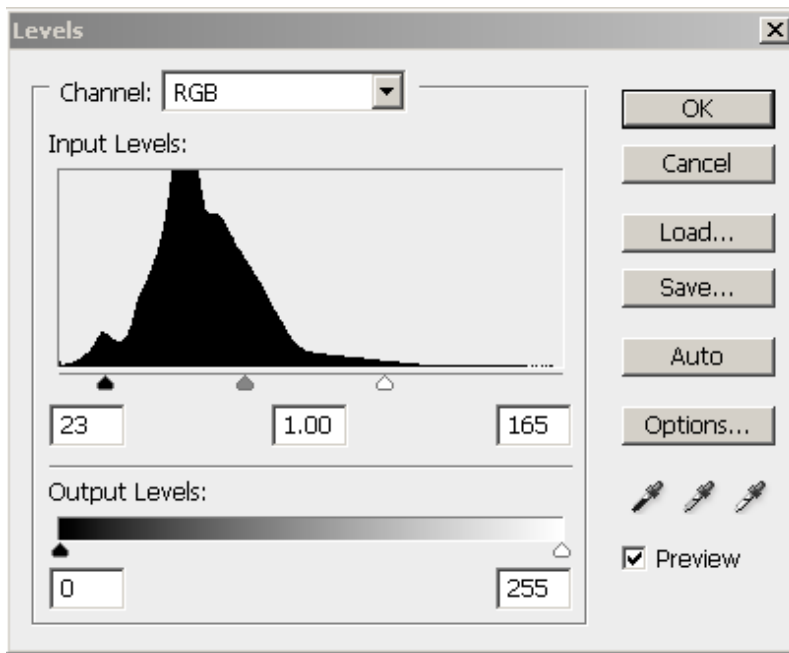 Levels
Channel: RGB
OK
Input Levels:
Cancel
Load...
Save...
Auto
23 1.00 165
Options...
Output Levels:
Preview
0 255